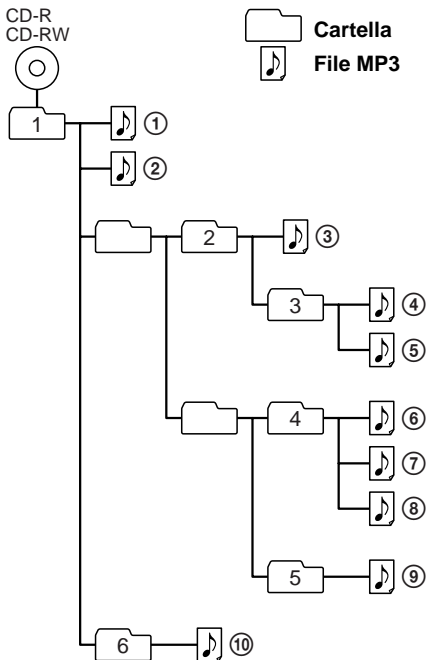 CD-R
CD-RW
Cartella
File MP3
1 ①
②
2 ③
3 ④
⑤
4 ⑥
⑦
⑧
5 ⑨
6 ⑩